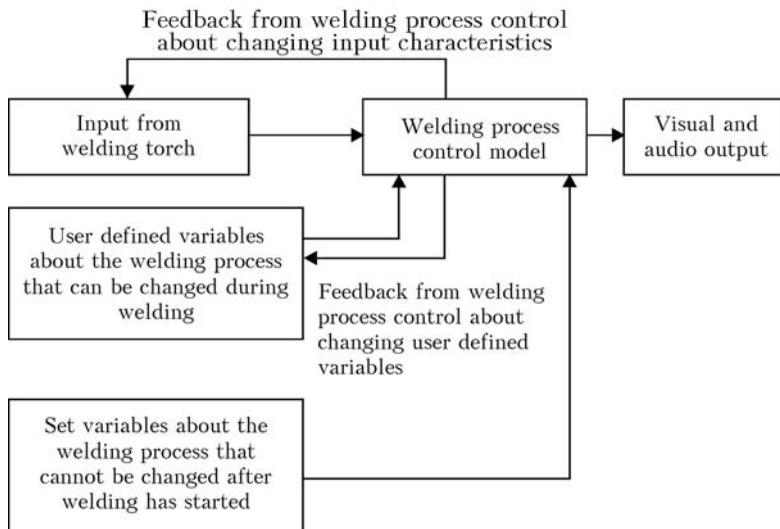 Feedback from welding process control
about changing input characteristics
Input from
welding torch
Welding process
control model
Visual and
audio output
User defined variables
about the welding process
that can be changed during
welding
Feedback from welding
process control about
changing user defined
variables
Set variables about the
welding process that
cannot be changed after
welding has started